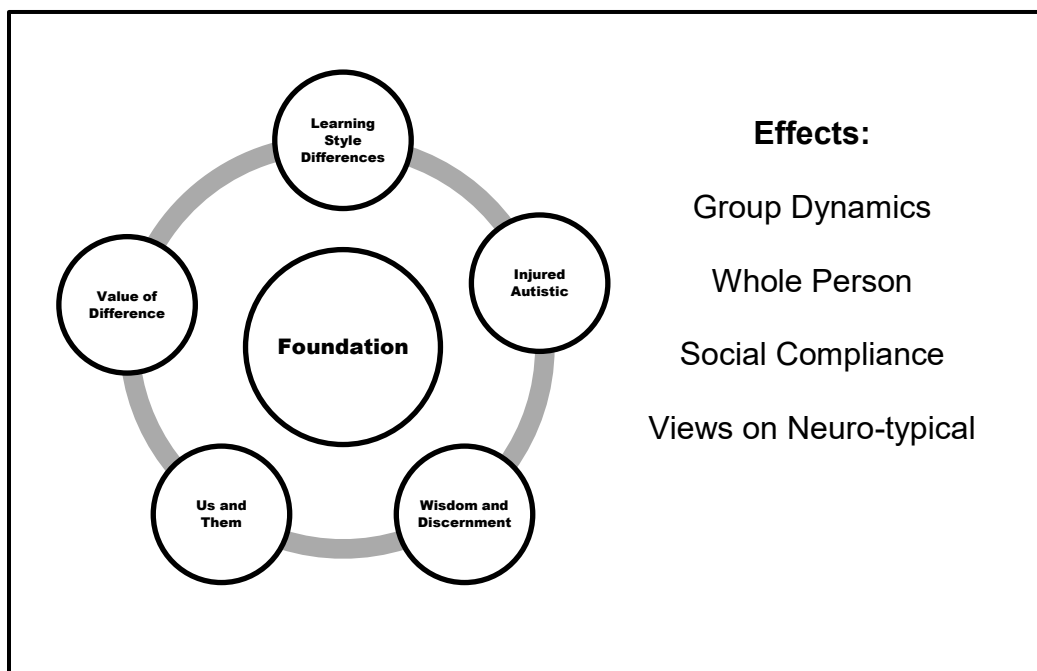 Learning
Style
Differences
Injured
Autistic
Wisdom and
Discernment
Us and
Them
Value of
Difference
Foundation
Effects:
Group Dynamics
Whole Person
Social Compliance
Views on Neuro-typical